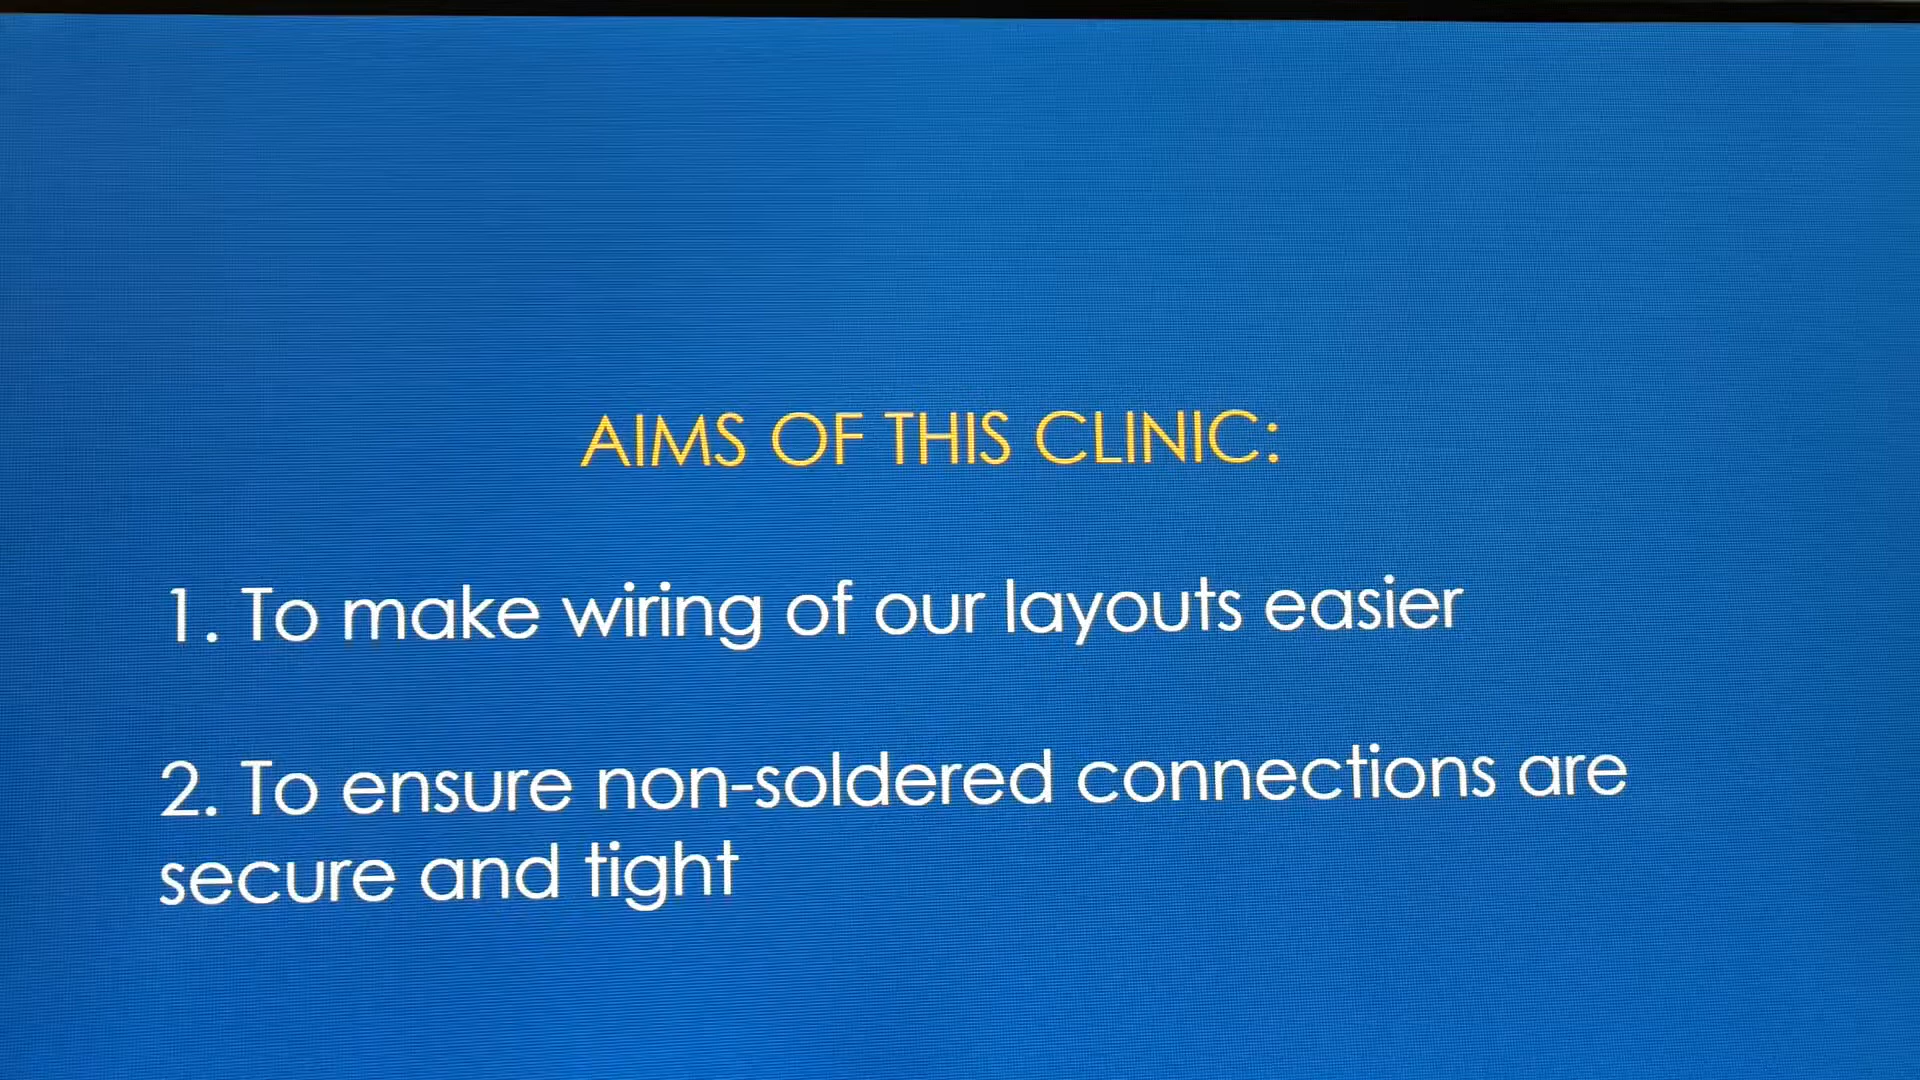 AIMS OF THIS CLINIC:
1. To make wiring of our layouts easier
2. To ensure non-soldered connections are
secure and tight